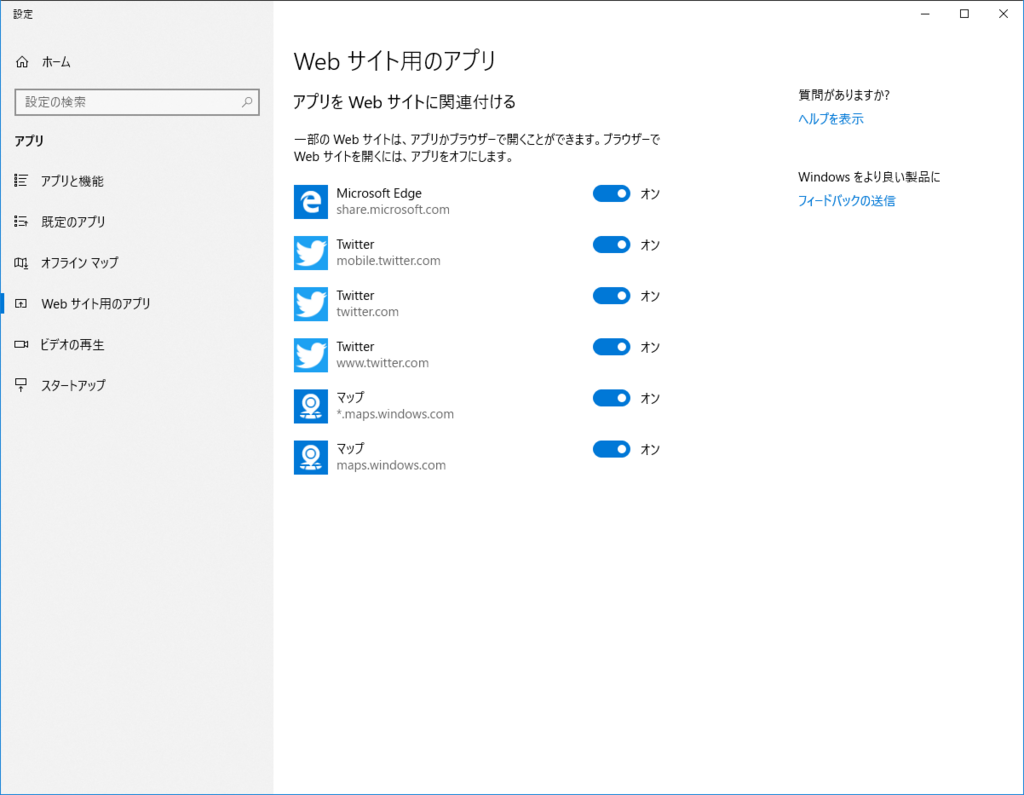 設定
ホーム
設定の検索
アプリ
アプリと機能
既定のアプリ
オフライン マップ
Web サイト用のアプリ
ビデオの再生
スタートアップ
Web サイト用のアプリ
アプリを Web サイトに関連付ける
一部の Web サイトは、アプリかブラウザーで開くことができます。ブラウザーで
Web サイトを開くには、アプリをオフにします。
Microsoft Edge
share.microsoft.com
オン
Twitter
mobile.twitter.com
オン
Twitter
twitter.com
オン
Twitter
www.twitter.com
オン
マップ
*.maps.windows.com
オン
マップ
maps.windows.com
オン
質問がありますか?
ヘルプを表示
Windows をより良い製品に
フィードバックの送信